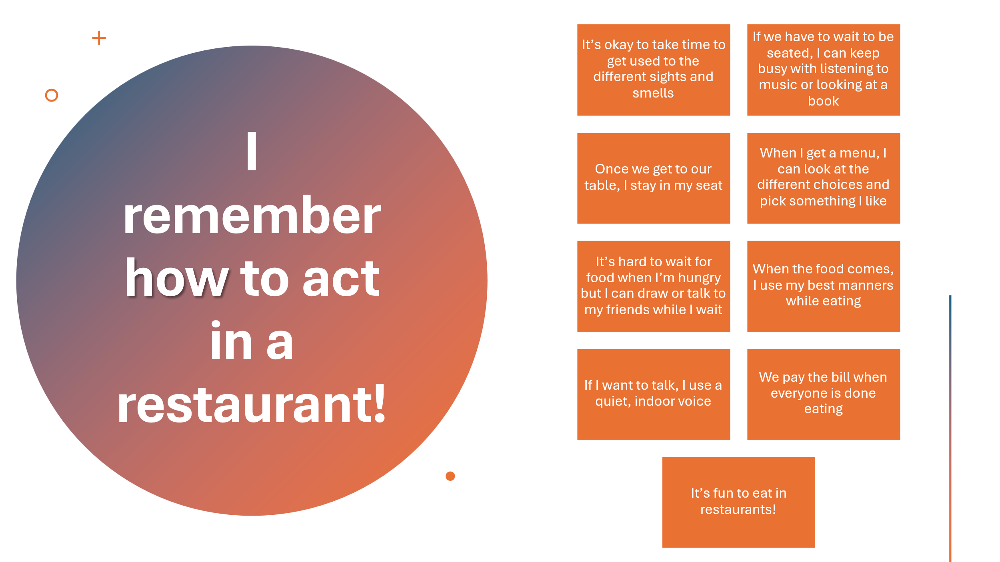 I
remember
how to act
in a
restaurant!
It’s okay to take time to
get used to the
different sights and
smells
If we have to wait to be
seated, I can keep
busy with listening to
music or looking at a
book
Once we get to our
table, I stay in my seat
When I get a menu, I
can look at the
different choices and
pick something I like
It’s hard to wait for
food when I’m hungry
but I can draw or talk to
my friends while I wait
When the food comes,
I use my best manners
while eating
If I want to talk, I use a
quiet, indoor voice
We pay the bill when
everyone is done
eating
It’s fun to eat in
restaurants!